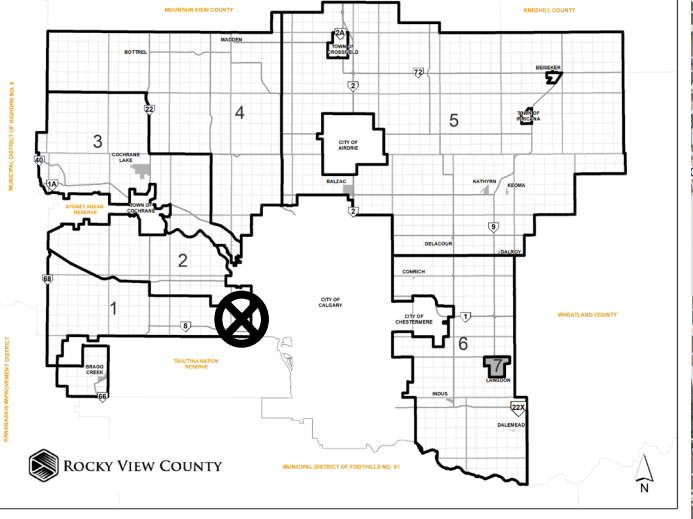 MOUNTAIN VIEW COUNTY
KNEEHILL COUNTY
MADDEN
BOTTREL
2A
TOWN OF
CROSSFIELD
72
BEISEKER
2
MUNICIPAL DISTRICT OF BIGHORN NO. 8
22
4
5
TOWN OF
IRRICANA
3
CITY OF
AIRDRIE
COCHRANE
LAKE
40
1A
BALZAC
KATHYRN
KEOMA
STONEY INDIAN
RESERVE
TOWN OF
COCHRANE
2
9
DELACOUR
DALROY
2
CONRICH
68
CITY OF
CALGARY
1
8
CITY OF
CHESTERMERE
1
WHEATLAND COUNTY
6
TSUUT'INA NATION
RESERVE
BRAGG
CREEK
7
LANGDON
KANANASKIS IMPROVEMENT DISTRICT
66
INDUS
22X
DALEMEAD
ROCKY VIEW COUNTY
MUNICIPAL DISTRICT OF FOOTHILLS NO. 31
N